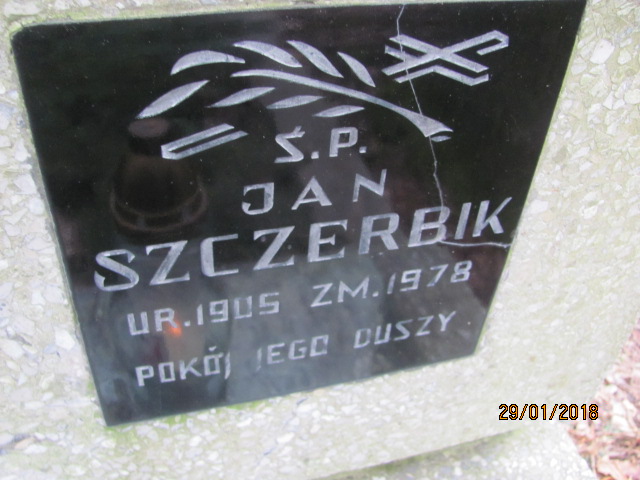 Ś.P.
JAN
SZCZERBIK
UR.1905 ZM.1978
POKÓJ JEGO DUSZY
29/01/2018